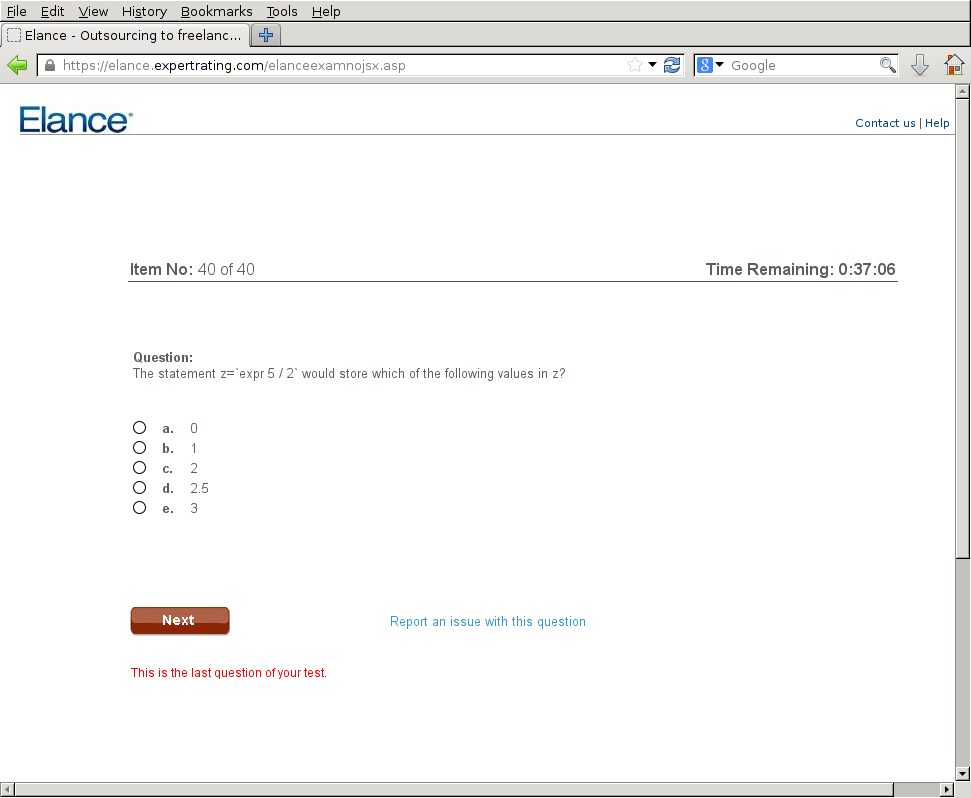 File Edit View History Bookmarks Tools Help
Elance - Outsourcing to freelanc...
https://elance.expertrating.com/elanceexamnojsx.asp
8 Google
Elance
Contact us | Help
Item No: 40 of 40 Time Remaining: 0:37:06
Question:
The statement z=`expr 5 / 2` would store which of the following values in z?
a. 0
b. 1
c. 2
d. 2.5
e. 3
Next Report an issue with this question
This is the last question of your test.